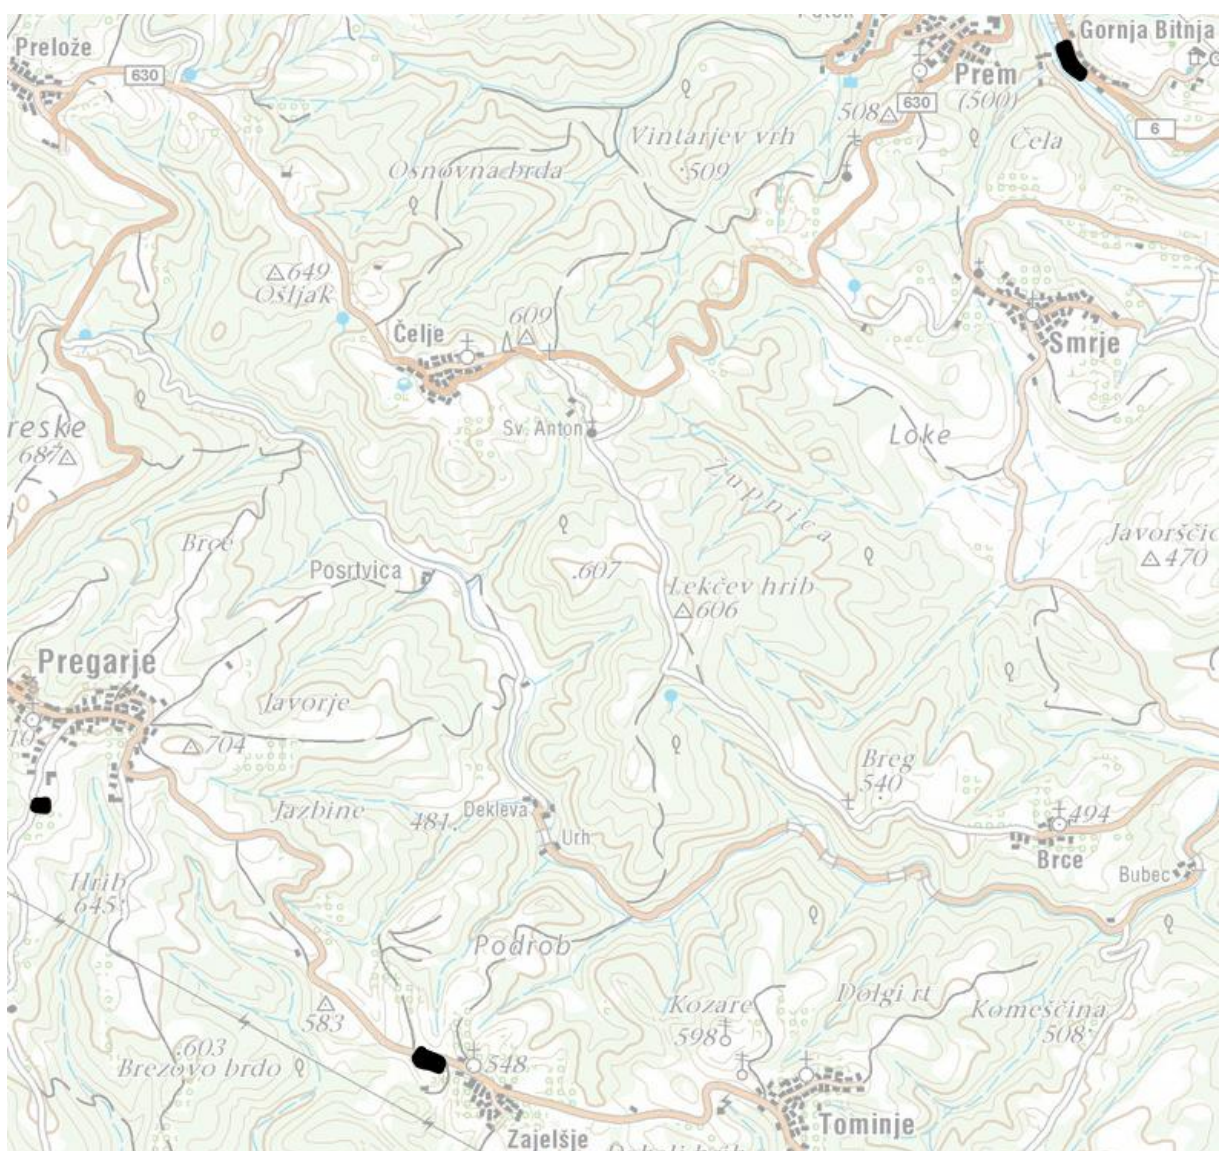 Prelože
630
Gornja Bitnja
Prem
(500)
630
508
6
Čela
Vintarjev vrh
509
Osnovna brda
649
Ošljak
609
Čelje
Smrje
Sv. Anton
Loke
reske
687
Župnica
Brce
Javorščic
470
Posrtvica
607
Lekčev hrib
606
Pregarje
Javorje
704
10
Breg
540
Jazbine
481
Dekleva
Urh
494
Brce
Bubec
Hrib
645
Podrob
Kozare
598
Dolgi rt
Komeščina
508
583
603
Brezovo brdo
548
Zajelšje
Tominje